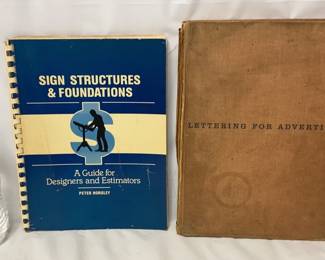 SIGN STRUCTURES
& FOUNDATIONS
A Guide for
Designers and Estimators
PETER HORSLEY
LETTERING FOR ADVERTI